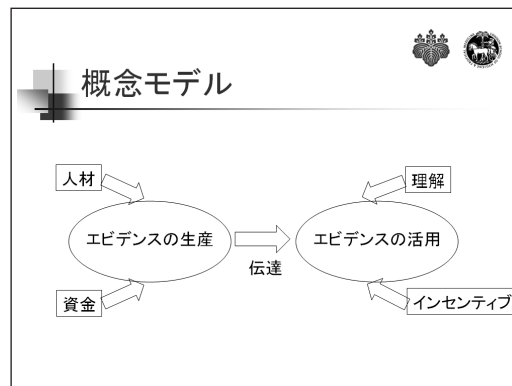 概念モデル
人材
理解
エビデンスの生産
エビデンスの活用
伝達
資金
インセンティブ